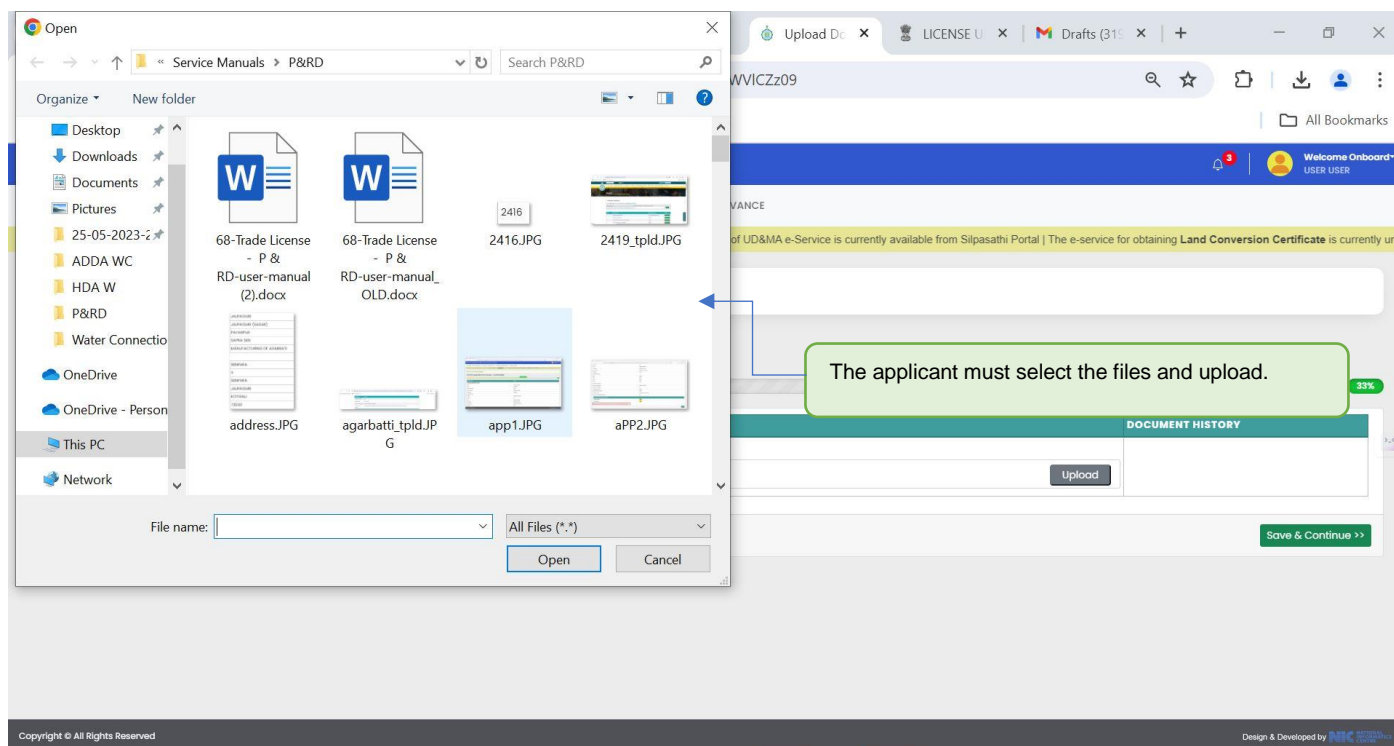 Open
Upload Dc
LICENSE U
Drafts (319
« Service Manuals > P&RD
Search P&RD
WVlCZz09
Organize
New folder
All Bookmarks
Desktop
Downloads
Documents
Pictures
25-05-2023-2
ADDA WC
HDA W
P&RD
Water Connectio
OneDrive
OneDrive - Person
This PC
Network
68-Trade License
- P &
RD-user-manual
(2).docx
68-Trade License
- P &
RD-user-manual_
OLD.docx
2416
2416.JPG
2419_tpld.JPG
address.JPG
agarbatti_tpld.JP
G
app1.JPG
aPP2.JPG
File name:
All Files (*.*)
Open
Cancel
3
Welcome Onboard
USER USER
VANCE
of UD&MA e-Service is currently available from Silpasathi Portal | The e-service for obtaining Land Conversion Certificate is currently un
The applicant must select the files and upload.
33%
DOCUMENT HISTORY
Upload
Save & Continue >>
Copyright © All Rights Reserved
Design & Developed by NIC